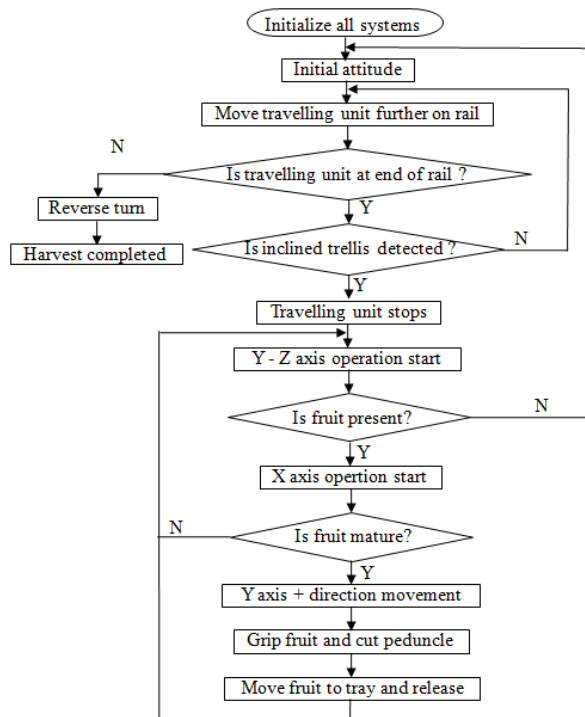 Initialize all systems
Initial attitude
Move travelling unit further on rail
N
Is travelling unit at end of rail ?
Reverse turn
Y
Harvest completed
Is inclined trellis detected ?
N
Y
Travelling unit stops
Y - Z axis operation start
Is fruit present?
N
Y
X axis opertion start
N
Is fruit mature?
Y
Y axis + direction movement
Grip fruit and cut peduncle
Move fruit to tray and release